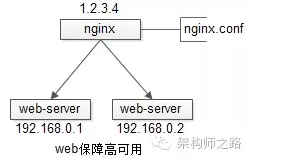 1.2.3.4
nginx
nginx.conf
web-server
web-server
192.168.0.1
192.168.0.2
web保障高可用
架构师之路